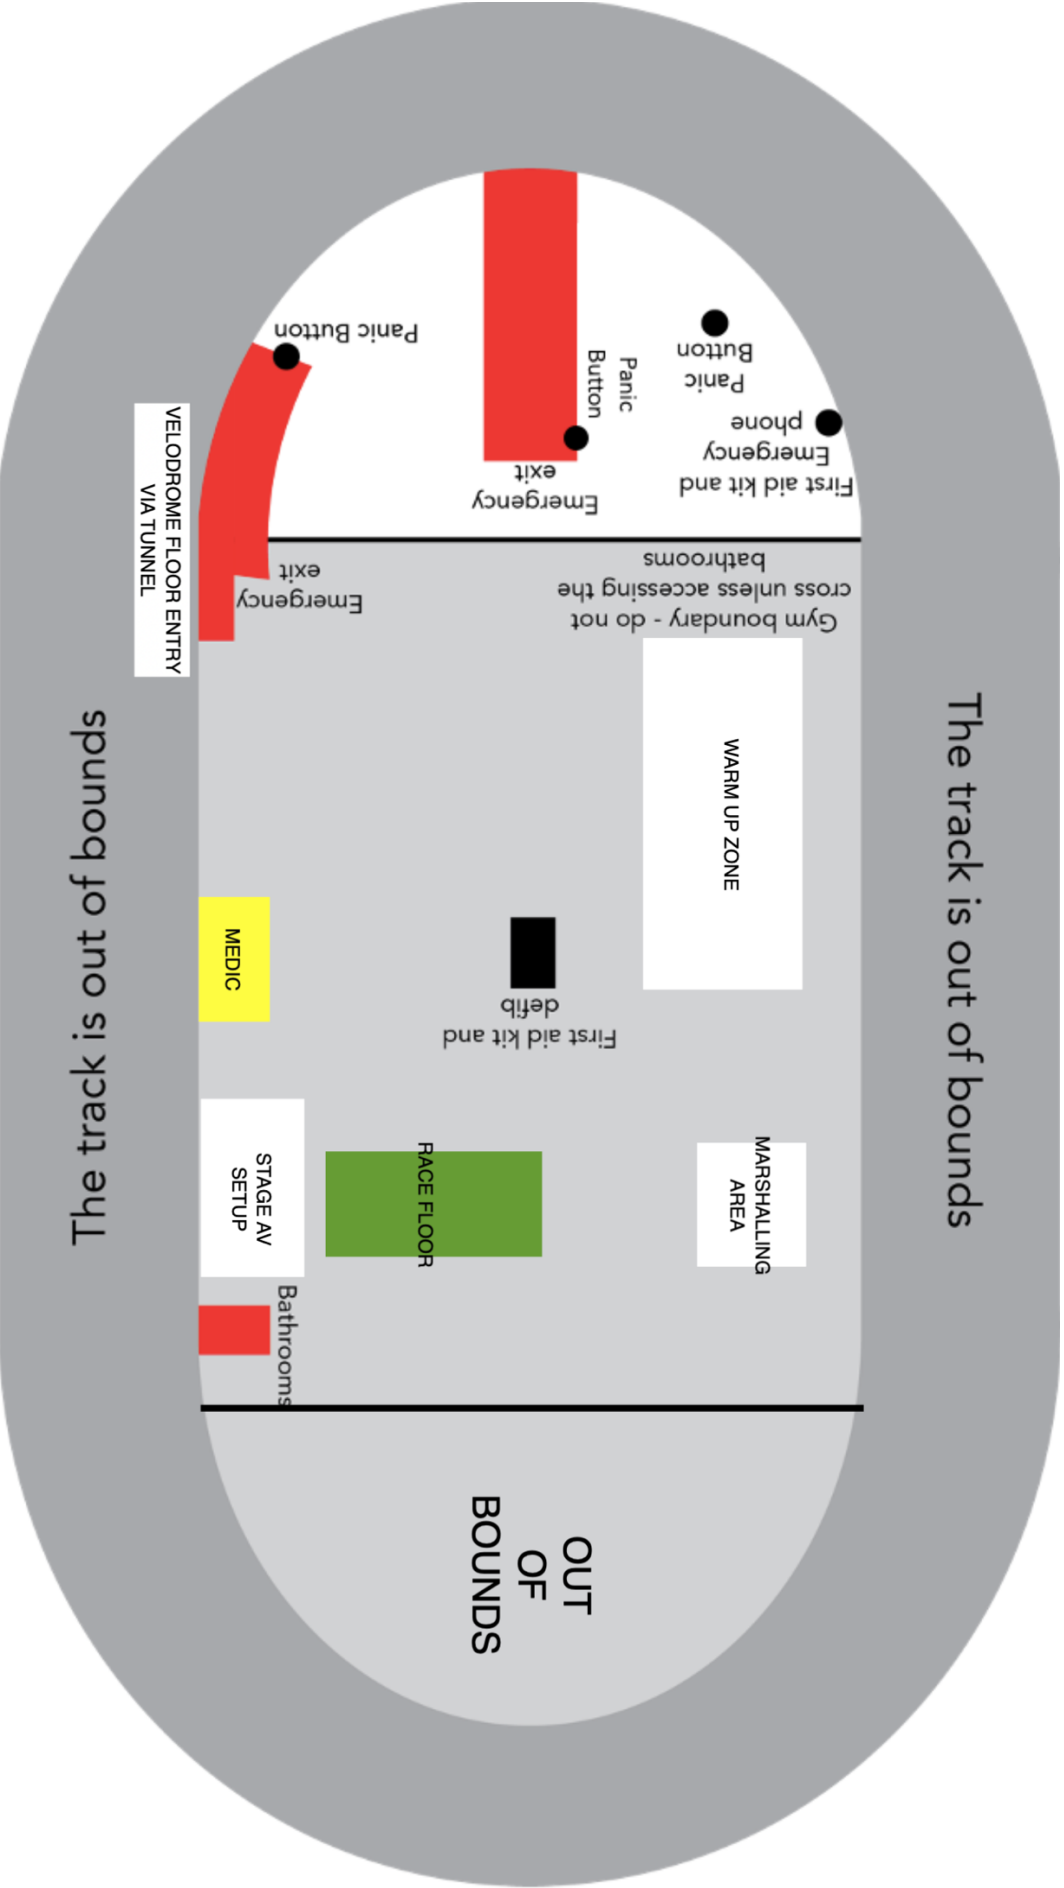 Panic Button
Panic
Button
Panic
Button
Emergency
exit
First aid kit and
Emergency
phone
VELODROME FLOOR ENTRY
VIA TUNNEL
Emergency
exit
Gym boundary - do not
cross unless accessing the
bathrooms
The track is out of bounds
The track is out of bounds
WARM UP ZONE
MEDIC
First aid kit and
defib
STAGE AV
SETUP
RACE FLOOR
MARSHALLING
AREA
Bathrooms
OUT
OF
BOUNDS